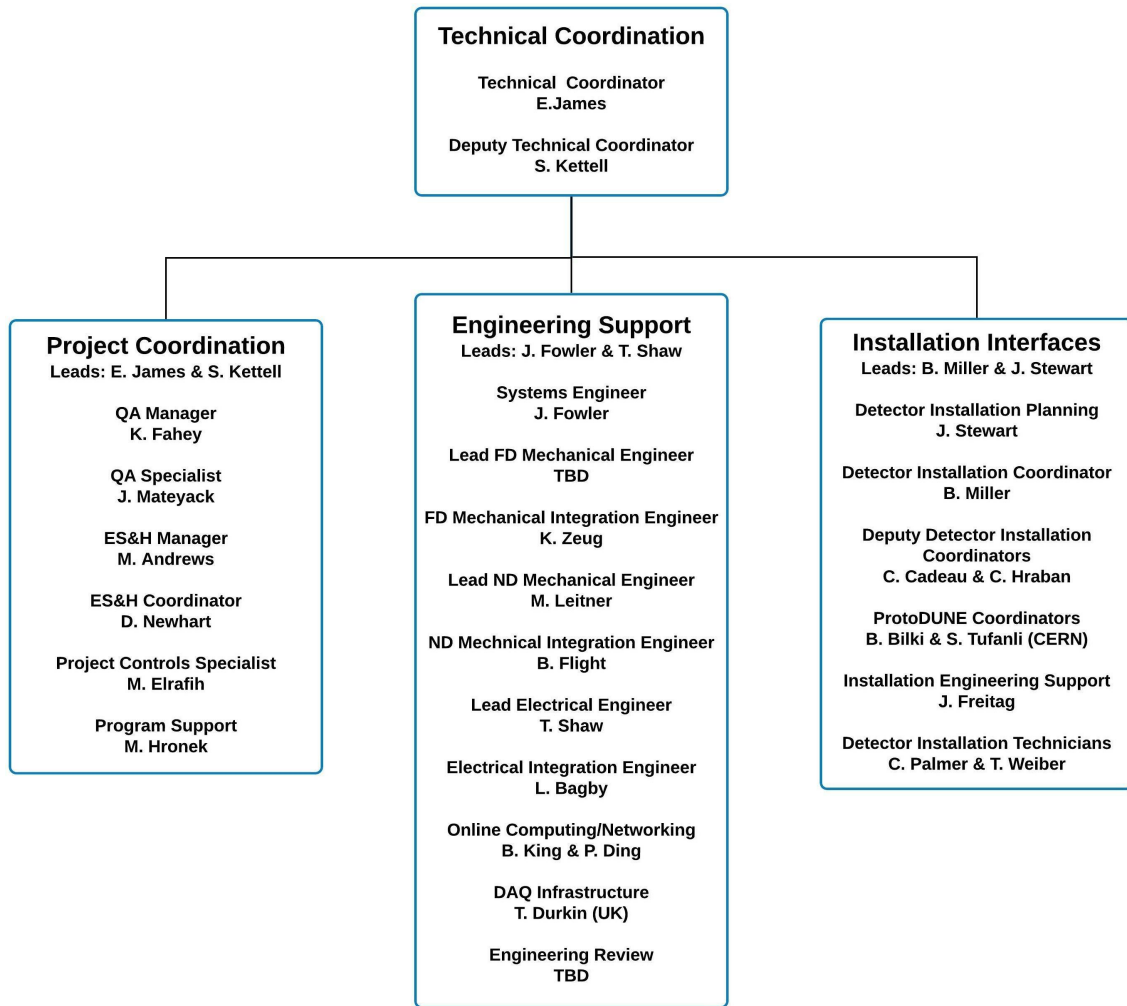 Technical Coordination
Technical Coordinator
E.James
Deputy Technical Coordinator
S. Kettell
Project Coordination
Leads: E. James & S. Kettell
QA Manager
K. Fahey
QA Specialist
J. Mateyack
ES&H Manager
M. Andrews
ES&H Coordinator
D. Newhart
Project Controls Specialist
M. Elrafih
Program Support
M. Hronek
Engineering Support
Leads: J. Fowler & T. Shaw
Systems Engineer
J. Fowler
Lead FD Mechanical Engineer
TBD
FD Mechanical Integration Engineer
K. Zeug
Lead ND Mechanical Engineer
M. Leitner
ND Mechnical Integration Engineer
B. Flight
Lead Electrical Engineer
T. Shaw
Electrical Integration Engineer
L. Bagby
Online Computing/Networking
B. King & P. Ding
DAQ Infrastructure
T. Durkin (UK)
Engineering Review
TBD
Installation Interfaces
Leads: B. Miller & J. Stewart
Detector Installation Planning
J. Stewart
Detector Installation Coordinator
B. Miller
Deputy Detector Installation
Coordinators
C. Cadeau & C. Hraban
ProtoDUNE Coordinators
B. Bilki & S. Tufanli (CERN)
Installation Engineering Support
J. Freitag
Detector Installation Technicians
C. Palmer & T. Weiber